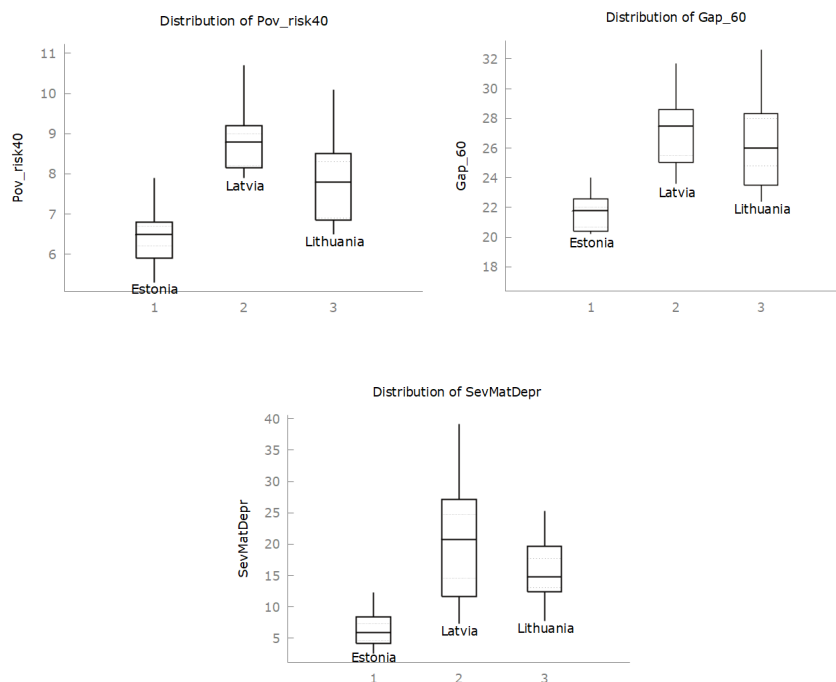 Distribution of Pov_risk40
11
10
9
8
7
6
Pov_risk40
Latvia
Lithuania
Estonia
1 2 3
Distribution of Gap_60
32
30
28
26
24
22
20
18
Gap_60
Latvia
Lithuania
Estonia
1 2 3
Distribution of SevMatDepr
40
35
30
25
20
15
10
5
SevMatDepr
Lithuania
Latvia
Estonia
1 2 3